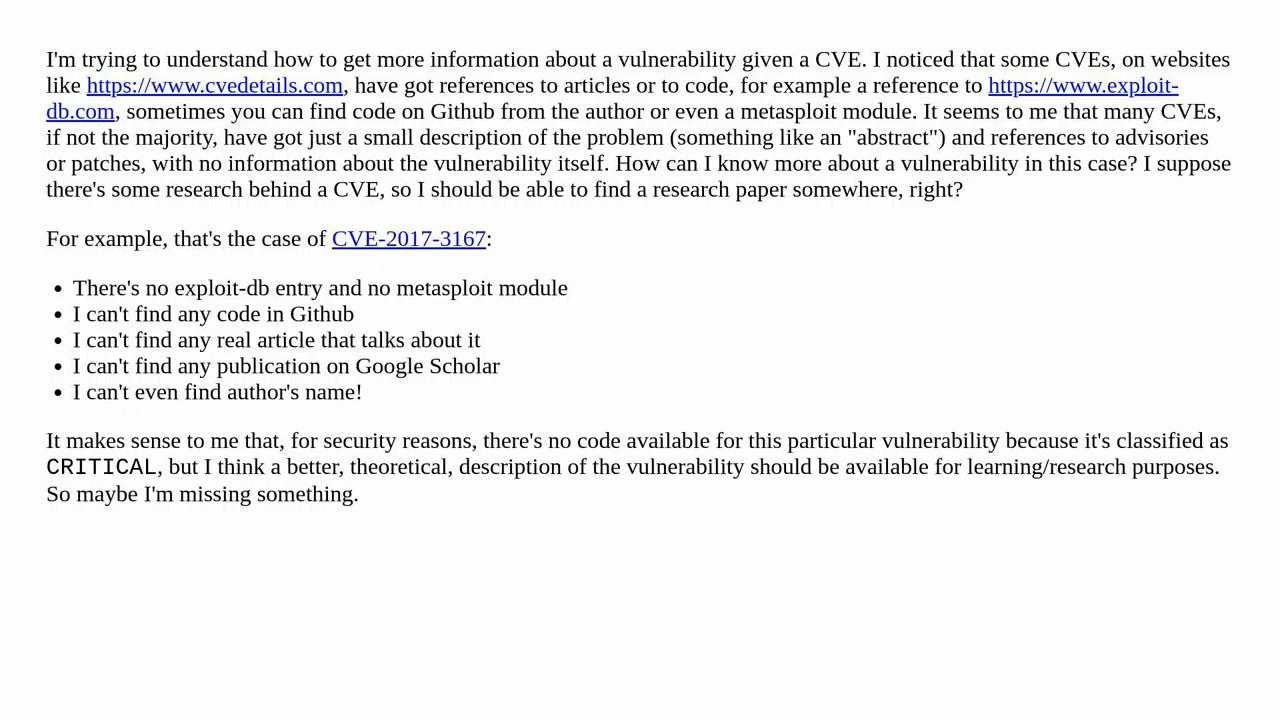 I'm trying to understand how to get more information about a vulnerability given a CVE. I noticed that some CVEs, on websites
like https://www.cvedetails.com, have got references to articles or to code, for example a reference to https://www.exploit-
db.com, sometimes you can find code on Github from the author or even a metasploit module. It seems to me that many CVEs,
if not the majority, have got just a small description of the problem (something like an "abstract") and references to advisories
or patches, with no information about the vulnerability itself. How can I know more about a vulnerability in this case? I suppose
there's some research behind a CVE, so I should be able to find a research paper somewhere, right?
For example, that's the case of CVE-2017-3167:
• There's no exploit-db entry and no metasploit module
• I can't find any code in Github
• I can't find any real article that talks about it
• I can't find any publication on Google Scholar
• I can't even find author's name!
It makes sense to me that, for security reasons, there's no code available for this particular vulnerability because it's classified as
CRITICAL, but I think a better, theoretical, description of the vulnerability should be available for learning/research purposes.
So maybe I'm missing something.